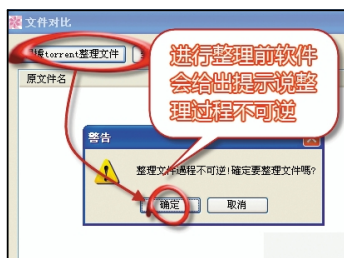 文件对比
torrent整理文件
原文件名
进行整理前软件
会给出提示说整
理过程不可逆
警告
整理文件過程不可逆!確定要整理文件嗎?
确定
取消